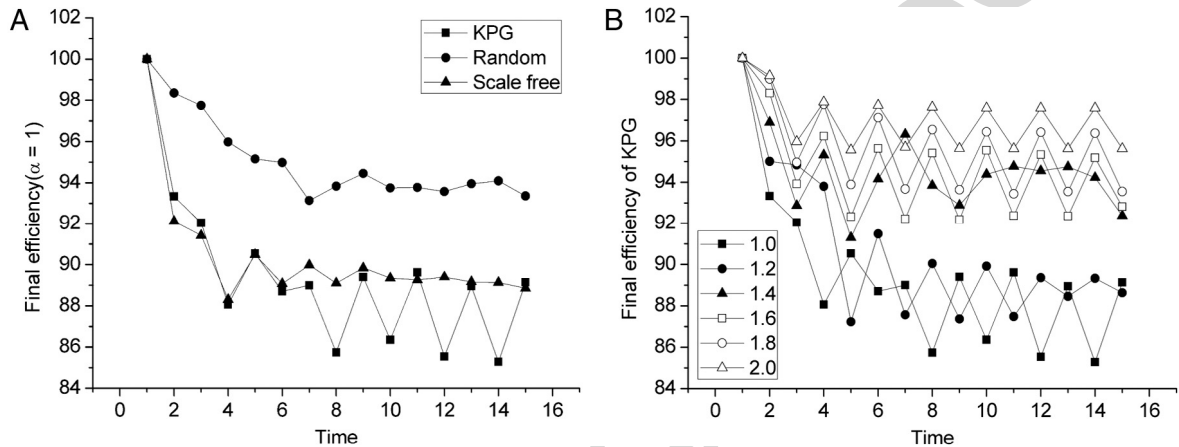 A
102
100
98
96
94
92
90
88
86
84
Final efficiency(α = 1)
KPG
Random
Scale free
0 2 4 6 8 10 12 14 16
Time
B
102
100
98
96
94
92
90
88
86
84
Final efficiency of KPG
1.0
1.2
1.4
1.6
1.8
2.0
0 2 4 6 8 10 12 14 16
Time